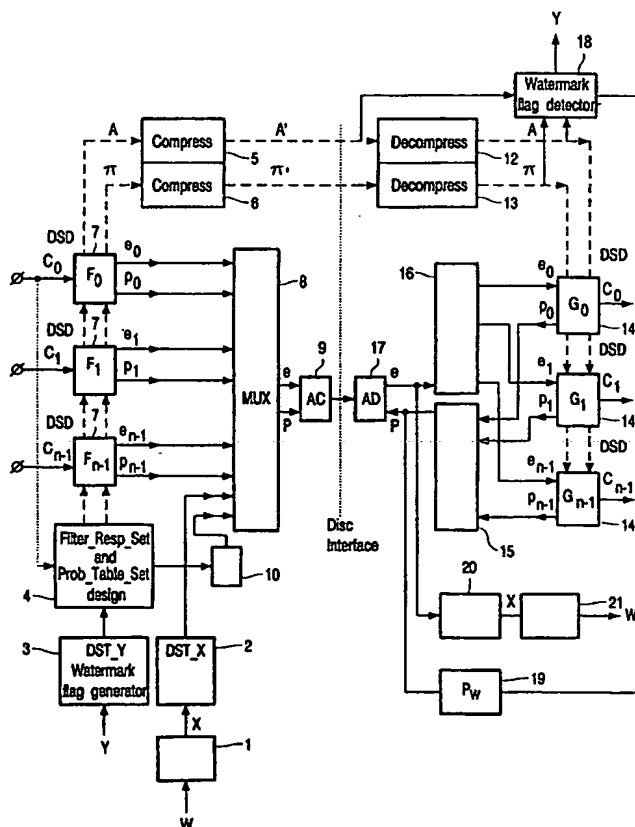 Y
18
Watermark
flag detector
A
Compress
A'
Decompress
A
5
12
π
Compress
π'
Decompress
π
6
13
DSD
7
e0
8
16
e0
DSD
C0
F0
p0
p0
G0
C0
14
DSD
7
e1
9
17
e1
DSD
C1
F1
p1
MUX
e
AC
AD
e
p1
G1
C1
P
P
14
DSD
7
en-1
en-1
DSD
Cn-1
Fn-1
pn-1
pn-1
Gn-1
Cn-1
14
Disc
Interface
15
Filter_Resp_Set
and
Prob_Table_Set
design
4
10
20
21
X
W
3
DST_Y
Watermark
flag generator
DST_X
2
19
PW
Y
X
1
W